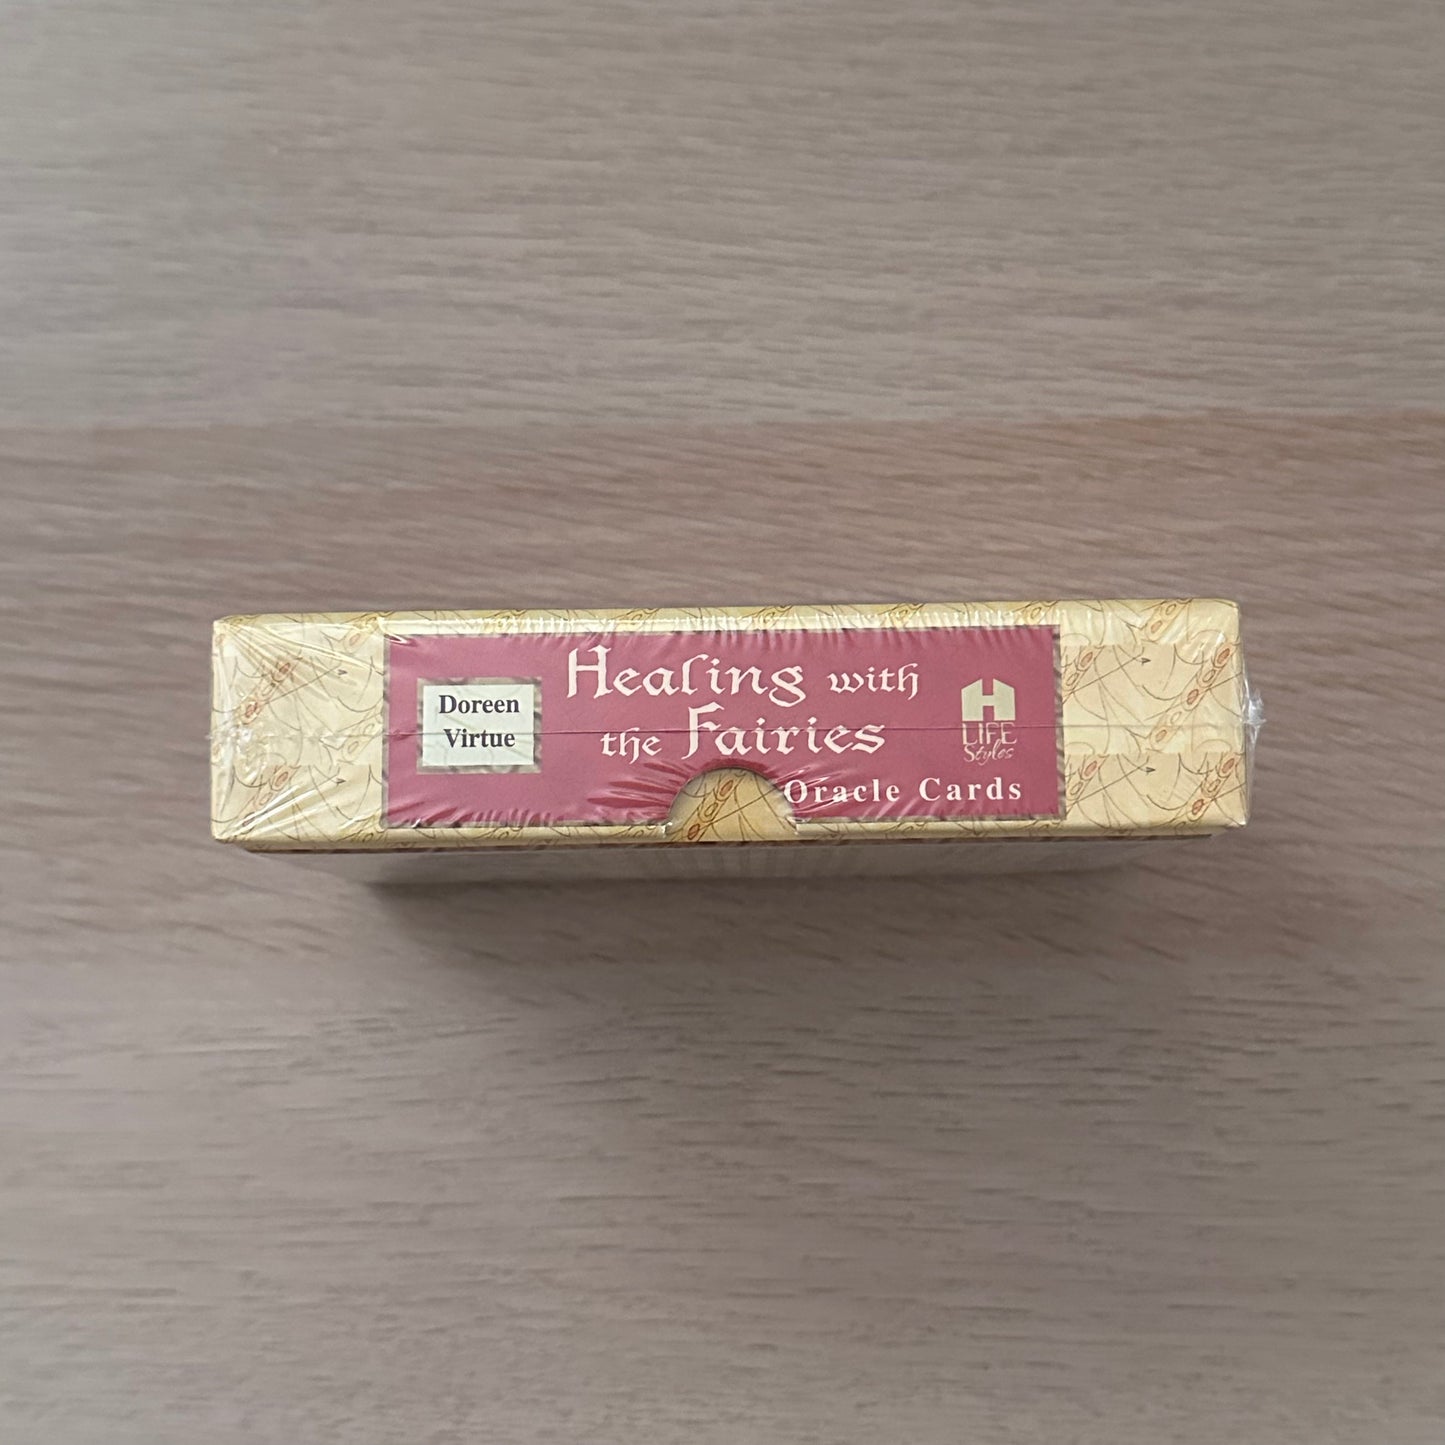 Doreen
Virtue
Healing with
the Fairies
Oracle Cards
H
LIFE
Styles